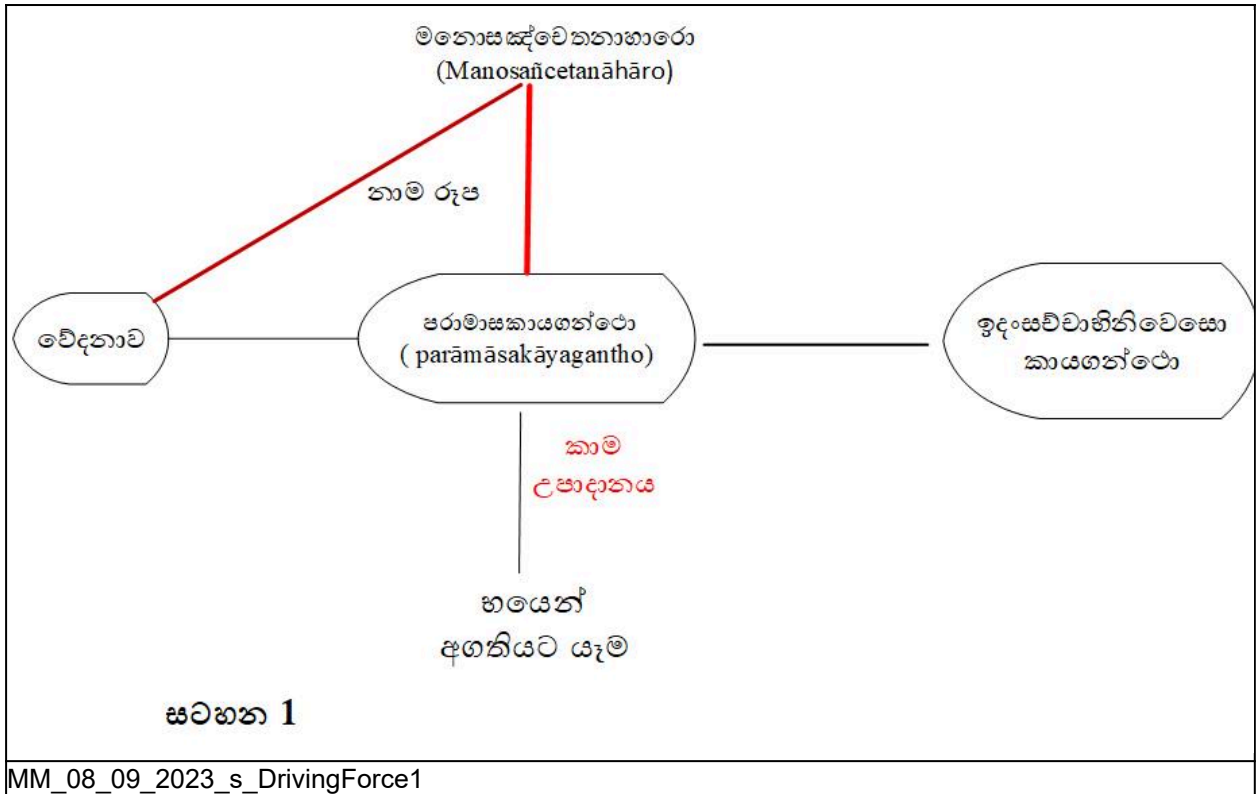 මනොසඤ්චෙතනාහාරො
(Manosañcetanāhāro)
නාම රූප
වේදනාව
පරාමාසකායගන්ථො
( parāmāsakāyagantho)
ඉදංසච්චාභිනිවෙසො
කායගන්ථො
කාම
උපාදානය
භයෙන්
අගතියට යෑම
සටහන 1
MM_08_09_2023_s_DrivingForce1